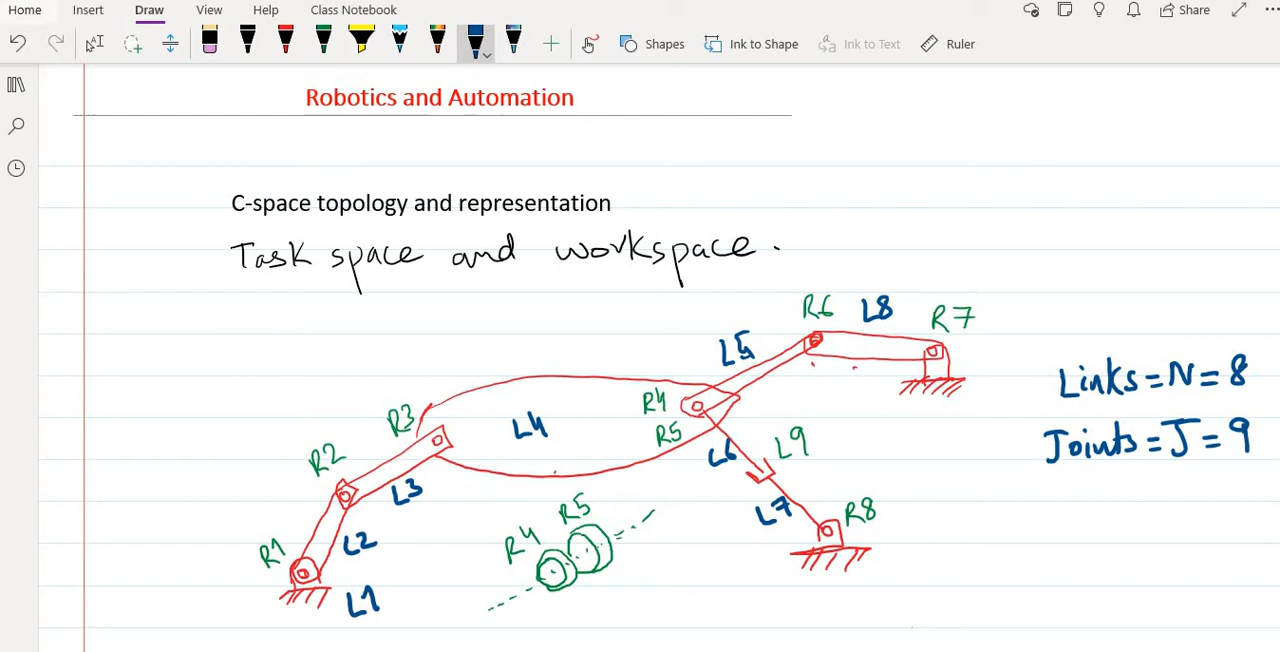 Home Insert Draw View Help Class Notebook Share
Shapes Ink to Shape Ink to Text Ruler
Robotics and Automation
C-space topology and representation
Task space and workspace.
R6 L8 R7
L5
Links = N = 8
R3 R4
L4
R5
Joints = J = 9
R2 L6 L9
L3
R1 L2 R4 R5 L7 R8
L1